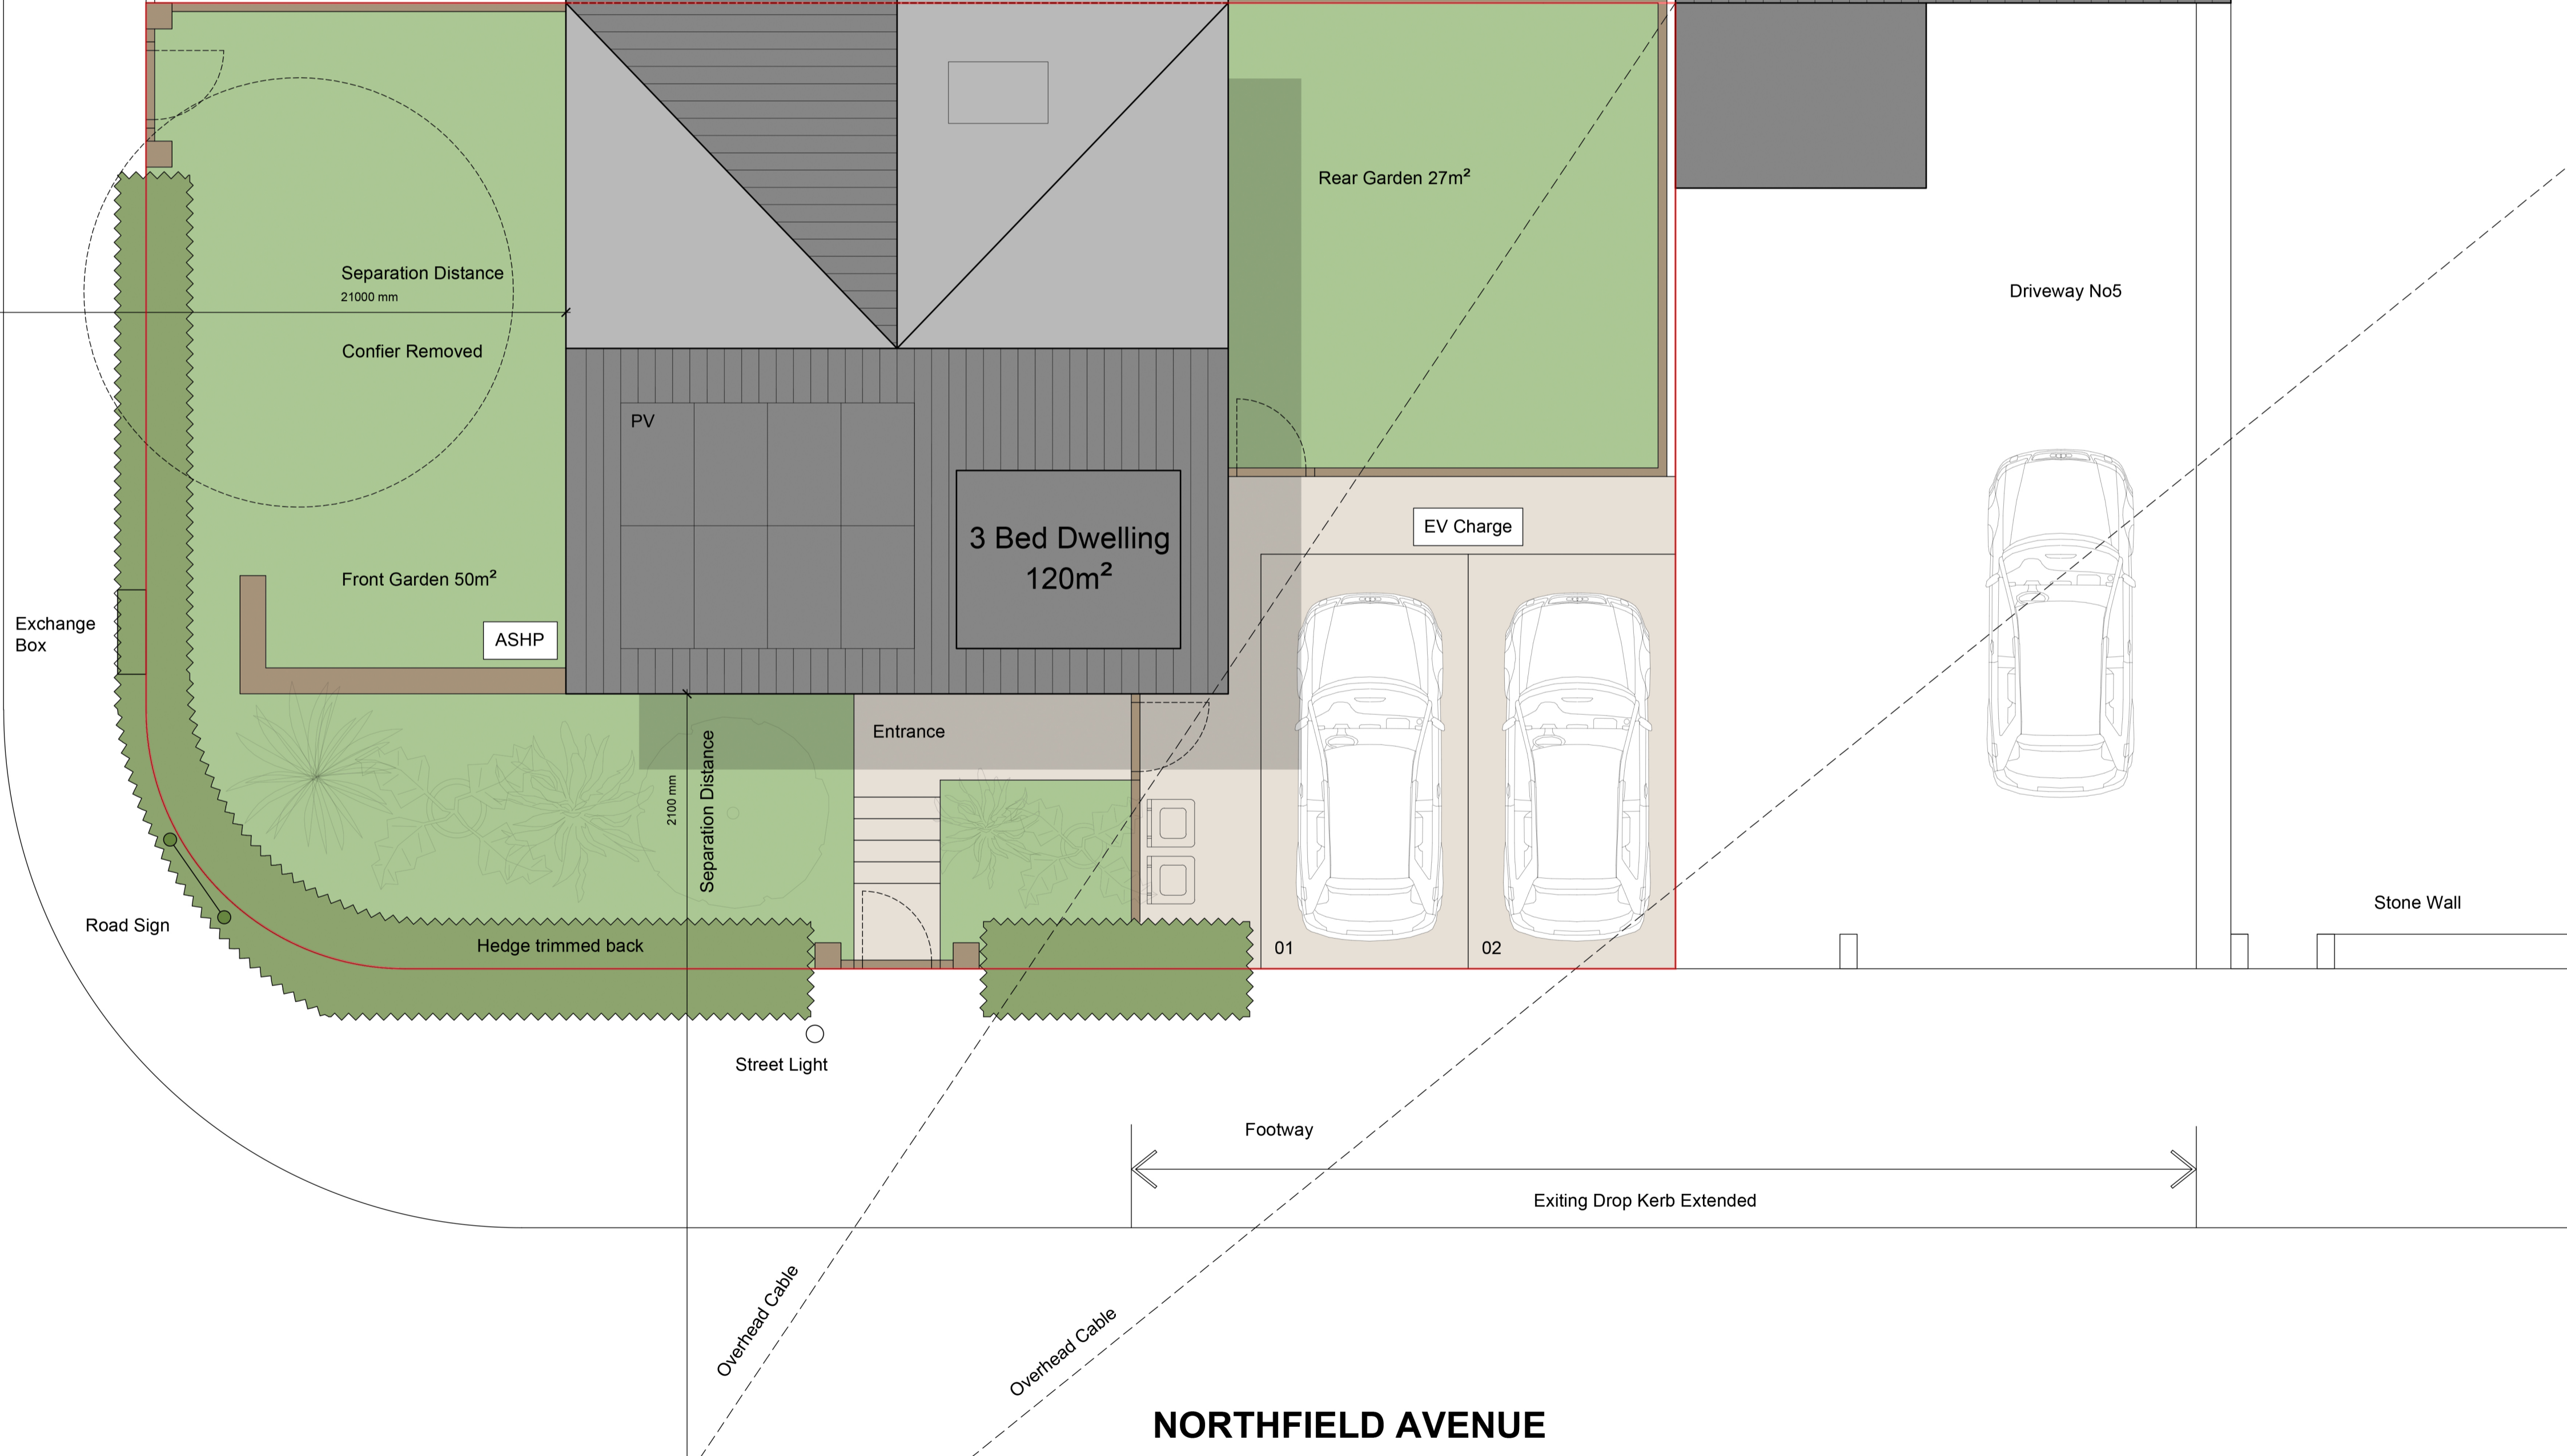 Rear Garden 27m²
Separation Distance
21000 mm
Driveway No5
Confier Removed
PV
3 Bed Dwelling
120m²
EV Charge
Front Garden 50m²
Exchange
Box
ASHP
Entrance
Separation Distance
2100 mm
Road Sign
Hedge trimmed back
01
02
Stone Wall
Street Light
Footway
Exiting Drop Kerb Extended
Overhead Cable
Overhead Cable
NORTHFIELD AVENUE